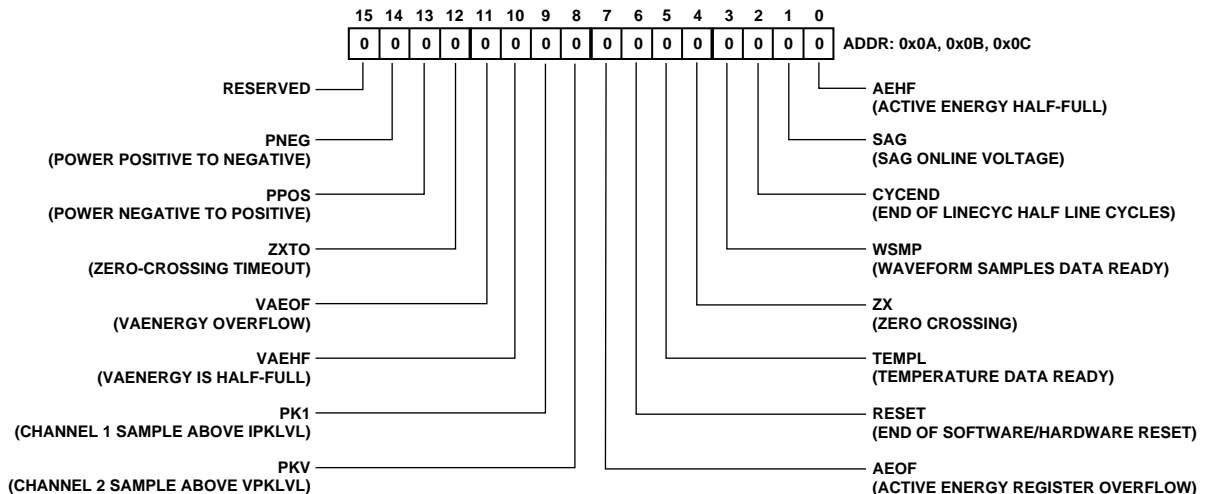 15 14 13 12 11 10 9 8 7 6 5 4 3 2 1 0
0 0 0 0 0 0 0 0 0 0 0 0 0 0 0 0 ADDR: 0x0A, 0x0B, 0x0C
RESERVED
PNEG
(POWER POSITIVE TO NEGATIVE)
PPOS
(POWER NEGATIVE TO POSITIVE)
ZXTO
(ZERO-CROSSING TIMEOUT)
VAEOF
(VAENERGY OVERFLOW)
VAEHF
(VAENERGY IS HALF-FULL)
PK1
(CHANNEL 1 SAMPLE ABOVE IPKLVL)
PKV
(CHANNEL 2 SAMPLE ABOVE VPKLVL)
AEHF
(ACTIVE ENERGY HALF-FULL)
SAG
(SAG ONLINE VOLTAGE)
CYCEND
(END OF LINECYC HALF LINE CYCLES)
WSMP
(WAVEFORM SAMPLES DATA READY)
ZX
(ZERO CROSSING)
TEMPL
(TEMPERATURE DATA READY)
RESET
(END OF SOFTWARE/HARDWARE RESET)
AEOF
(ACTIVE ENERGY REGISTER OVERFLOW)